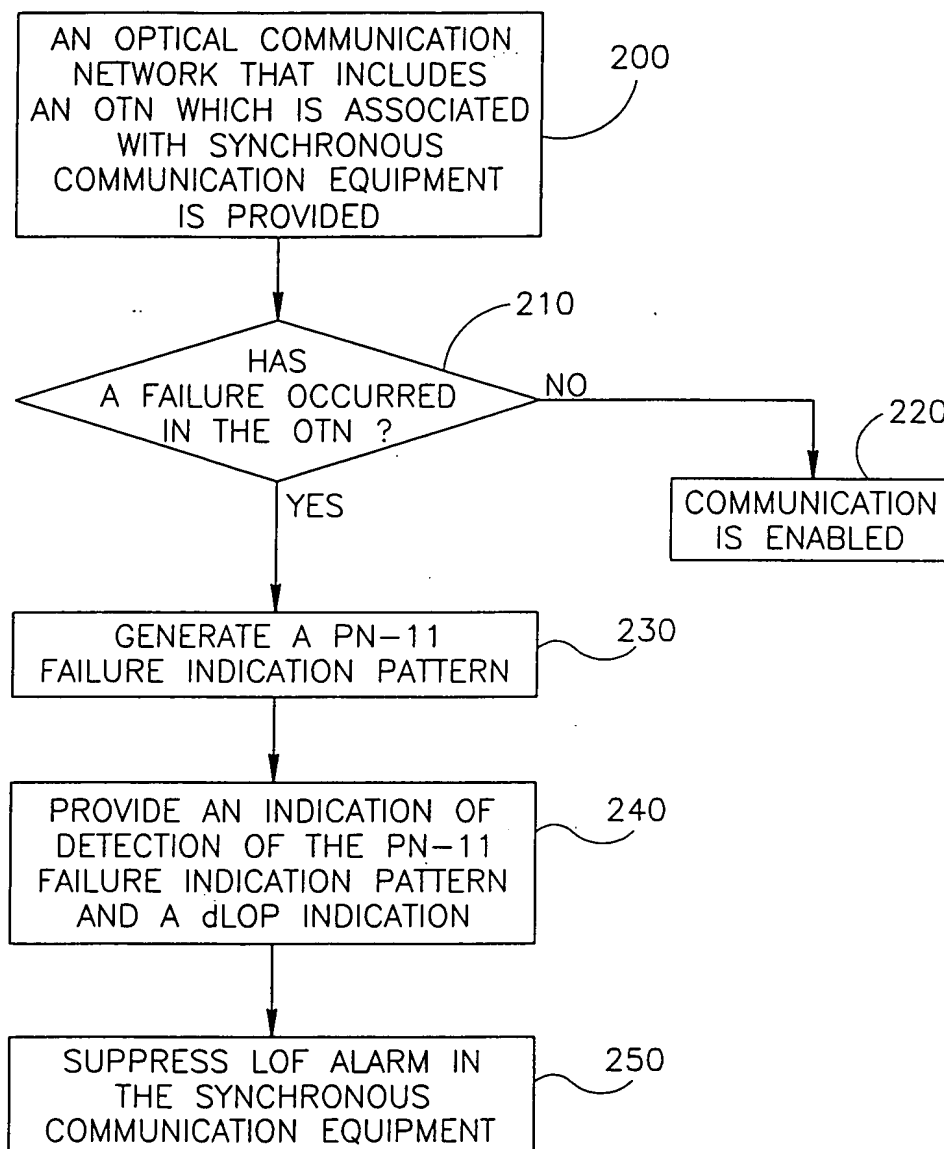 AN OPTICAL COMMUNICATION
NETWORK THAT INCLUDES
AN OTN WHICH IS ASSOCIATED
WITH SYNCHRONOUS
COMMUNICATION EQUIPMENT
IS PROVIDED
200
210
HAS
A FAILURE OCCURRED
IN THE OTN ?
NO
220
COMMUNICATION
IS ENABLED
YES
230
GENERATE A PN-11
FAILURE INDICATION PATTERN
240
PROVIDE AN INDICATION OF
DETECTION OF THE PN-11
FAILURE INDICATION PATTERN
AND A dLOP INDICATION
250
SUPPRESS LOF ALARM IN
THE SYNCHRONOUS
COMMUNICATION EQUIPMENT